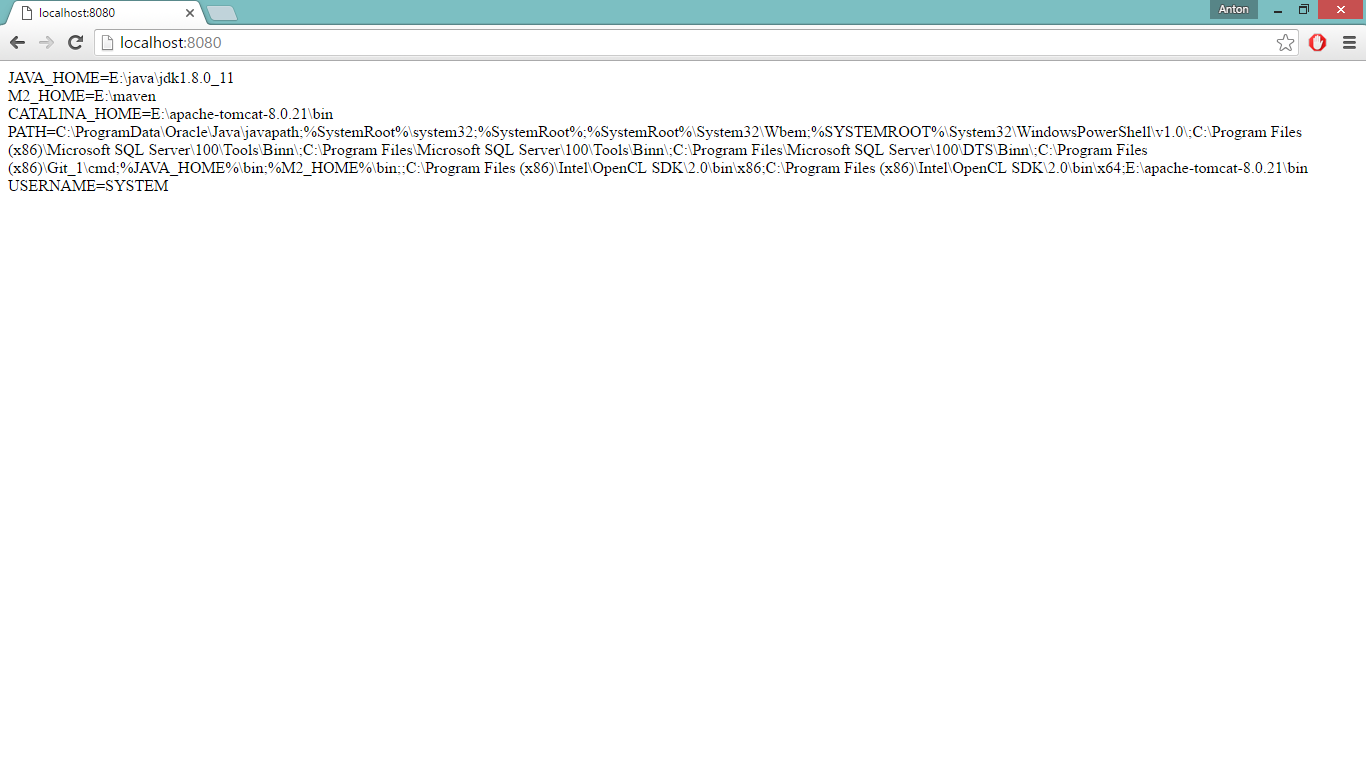 localhost:8080
Anton
localhost:8080
JAVA_HOME=E:\java\jdk1.8.0_11
M2_HOME=E:\maven
CATALINA_HOME=E:\apache-tomcat-8.0.21\bin
PATH=C:\ProgramData\Oracle\Java\javapath;%SystemRoot%\system32;%SystemRoot%;%SystemRoot%\System32\Wbem;%SYSTEMROOT%\System32\WindowsPowerShell\v1.0\;C:\Program Files
(x86)\Microsoft SQL Server\100\Tools\Binn\;C:\Program Files\Microsoft SQL Server\100\Tools\Binn\;C:\Program Files\Microsoft SQL Server\100\DTS\Binn\;C:\Program Files
(x86)\Git_1\cmd;%JAVA_HOME%\bin;%M2_HOME%\bin;;C:\Program Files (x86)\Intel\OpenCL SDK\2.0\bin\x86;C:\Program Files (x86)\Intel\OpenCL SDK\2.0\bin\x64;E:\apache-tomcat-8.0.21\bin
USERNAME=SYSTEM